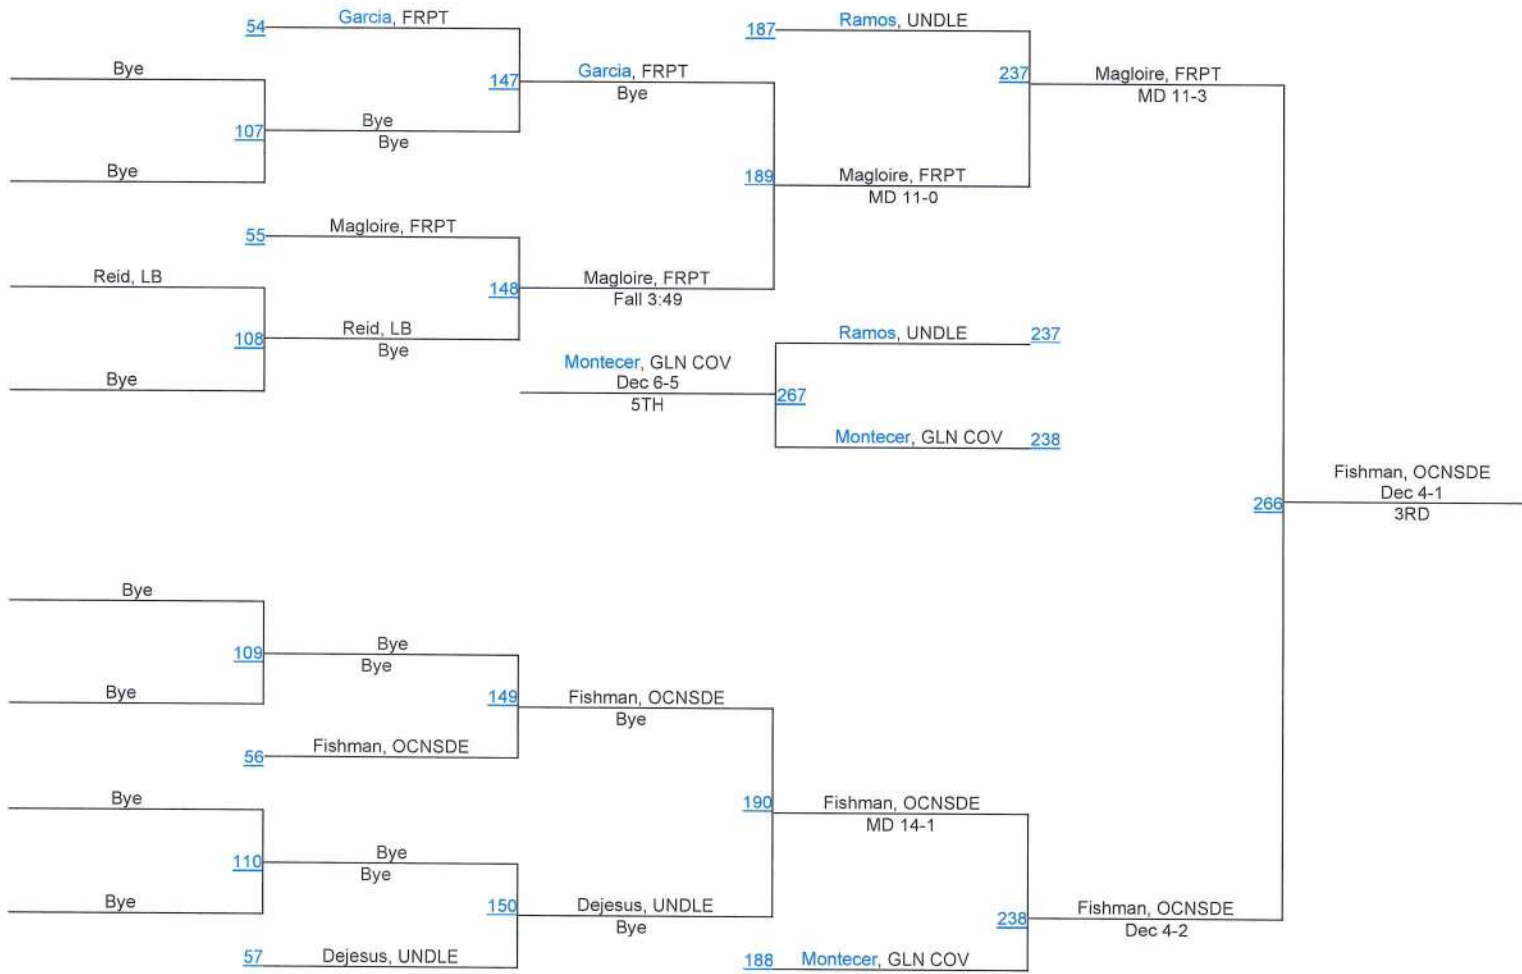 Garcia, FRPT
54
Ramos, UNDLE
187
Bye
147
Garcia, FRPT
Bye
237
Magloire, FRPT
MD 11-3
107
Bye
Bye
Bye
189
Magloire, FRPT
MD 11-0
55
Magloire, FRPT
Reid, LB
148
Magloire, FRPT
Fall 3:49
108
Reid, LB
Bye
Bye
Ramos, UNDLE
237
Montecer, GLN COV
Dec 6-5
5TH
267
Montecer, GLN COV
238
266
Fishman, OCNSDE
Dec 4-1
3RD
Bye
109
Bye
Bye
Bye
149
Fishman, OCNSDE
Bye
56
Fishman, OCNSDE
Bye
190
Fishman, OCNSDE
MD 14-1
110
Bye
Bye
Bye
150
Dejesus, UNDLE
Bye
238
Fishman, OCNSDE
Dec 4-2
57
Dejesus, UNDLE
188
Montecer, GLN COV